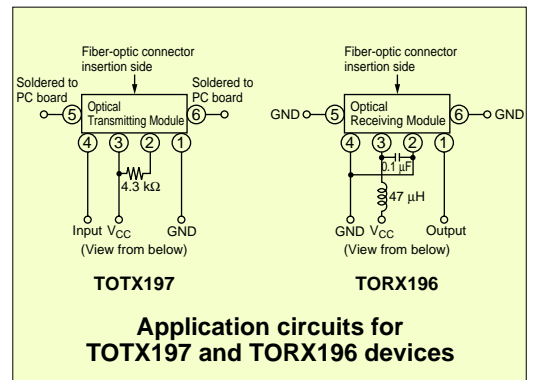 Fiber-optic connector
insertion side
Soldered to
PC board
Soldered to
PC board
5
Optical
Transmitting Module
6
4
3
2
1
4.3 kΩ
Input
VCC
GND
(View from below)
TOTX197
Fiber-optic connector
insertion side
GND
5
Optical
Receiving Module
6
GND
4
3
2
1
0.1 μF
47 μH
GND
VCC
Output
(View from below)
TORX196
Application circuits for
TOTX197 and TORX196 devices